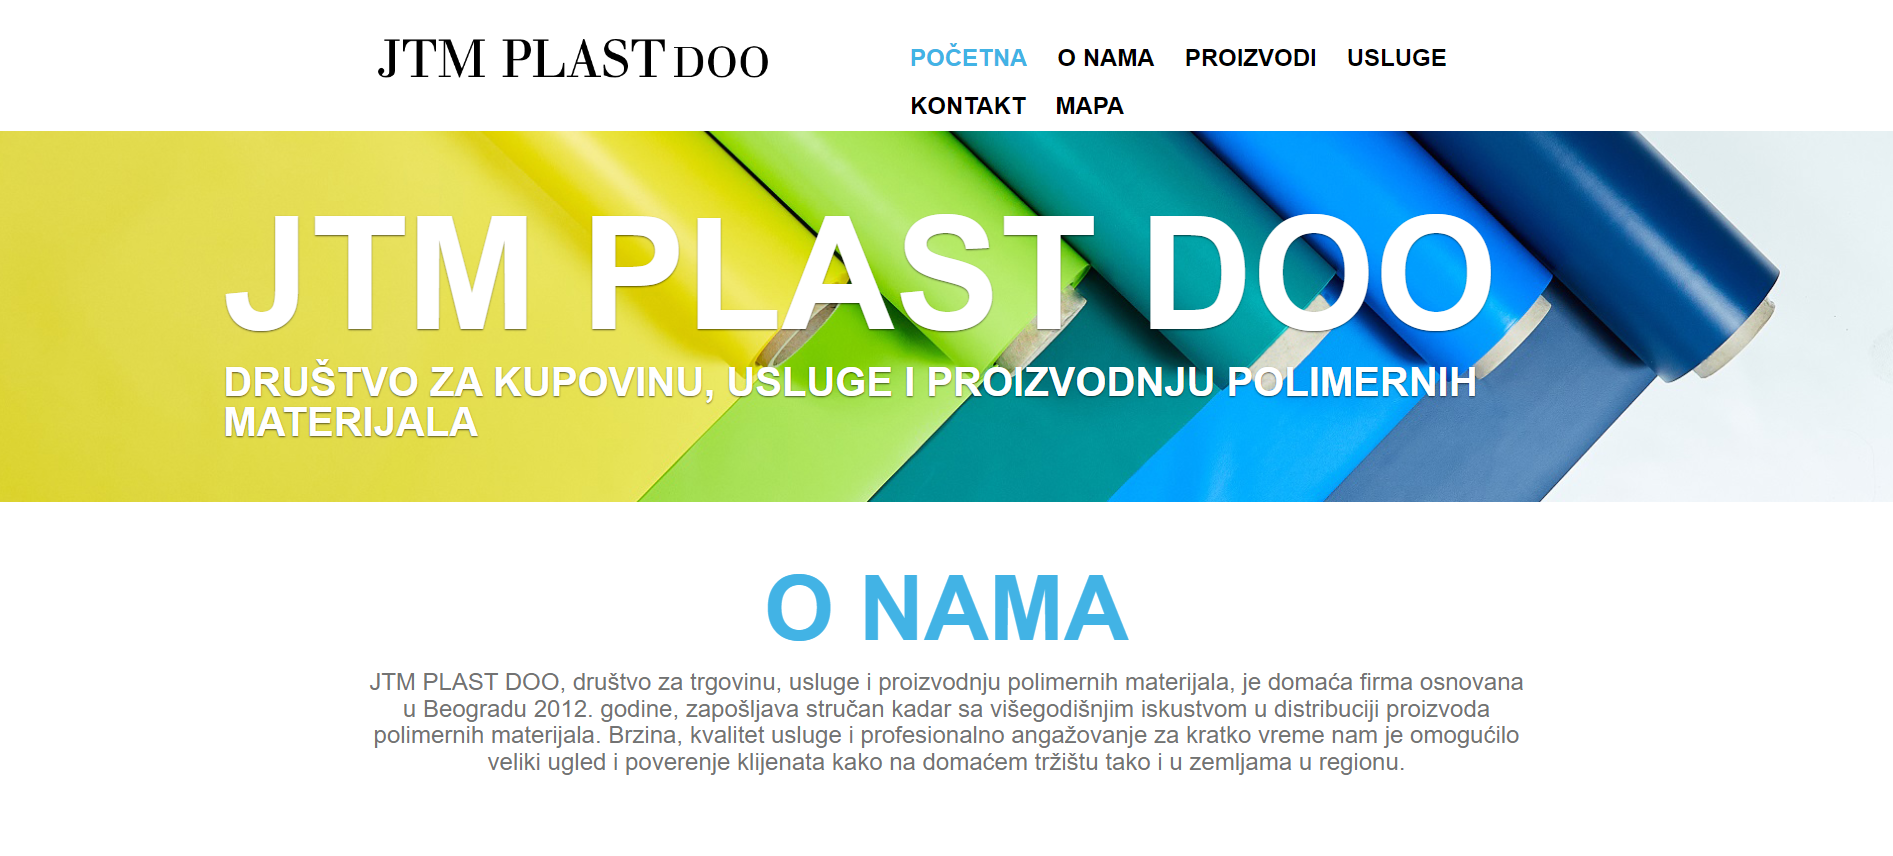 JTM PLAST DOO
POČETNA O NAMA PROIZVODI USLUGE
KONTAKT MAPA
JTM PLAST DOO
DRUŠTVO ZA KUPOVINU, USLUGE I PROIZVODNJU POLIMERNIH
MATERIJALA
O NAMA
JTM PLAST DOO, društvo za trgovinu, usluge i proizvodnju polimernih materijala, je domaća firma osnovana
u Beogradu 2012. godine, zapošljava stručan kadar sa višegodišnjim iskustvom u distribuciji proizvoda
polimernih materijala. Brzina, kvalitet usluge i profesionalno angažovanje za kratko vreme nam je omogućilo
veliki ugled i poverenje klijenata kako na domaćem tržištu tako i u zemljama u regionu.